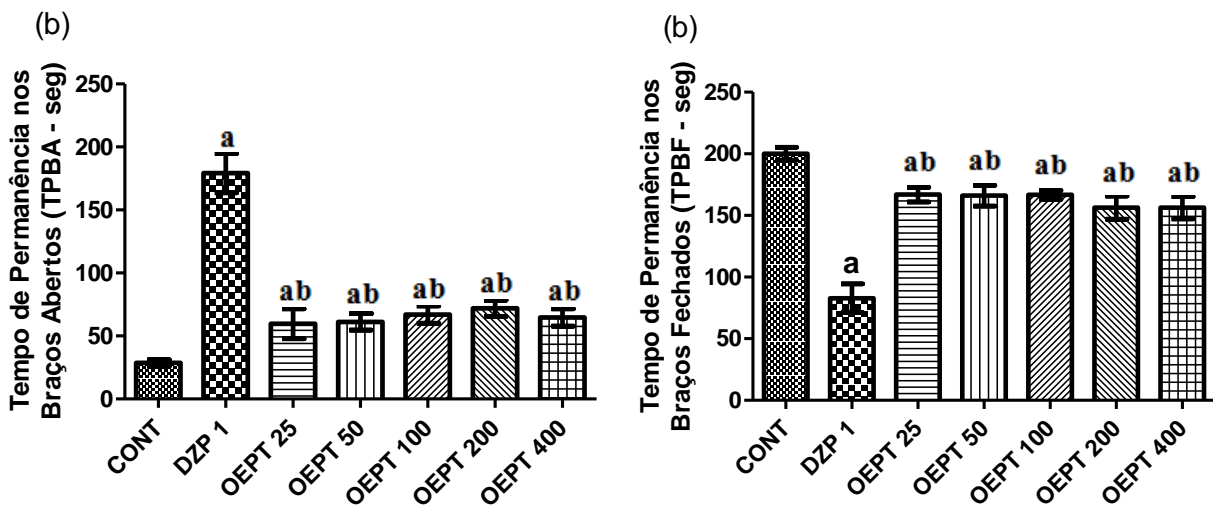 (b)
Tempo de Permanência nos
Braços Abertos (TPBA - seg)
250
200
150
100
50
0
a
ab
ab
ab
ab
ab
CONT
DZP 1
OEPT 25
OEPT 50
OEPT 100
OEPT 200
OEPT 400
(b)
Tempo de Permanência nos
Braços Fechados (TPBF - seg)
250
200
150
100
50
0
a
ab
ab
ab
ab
ab
CONT
DZP 1
OEPT 25
OEPT 50
OEPT 100
OEPT 200
OEPT 400